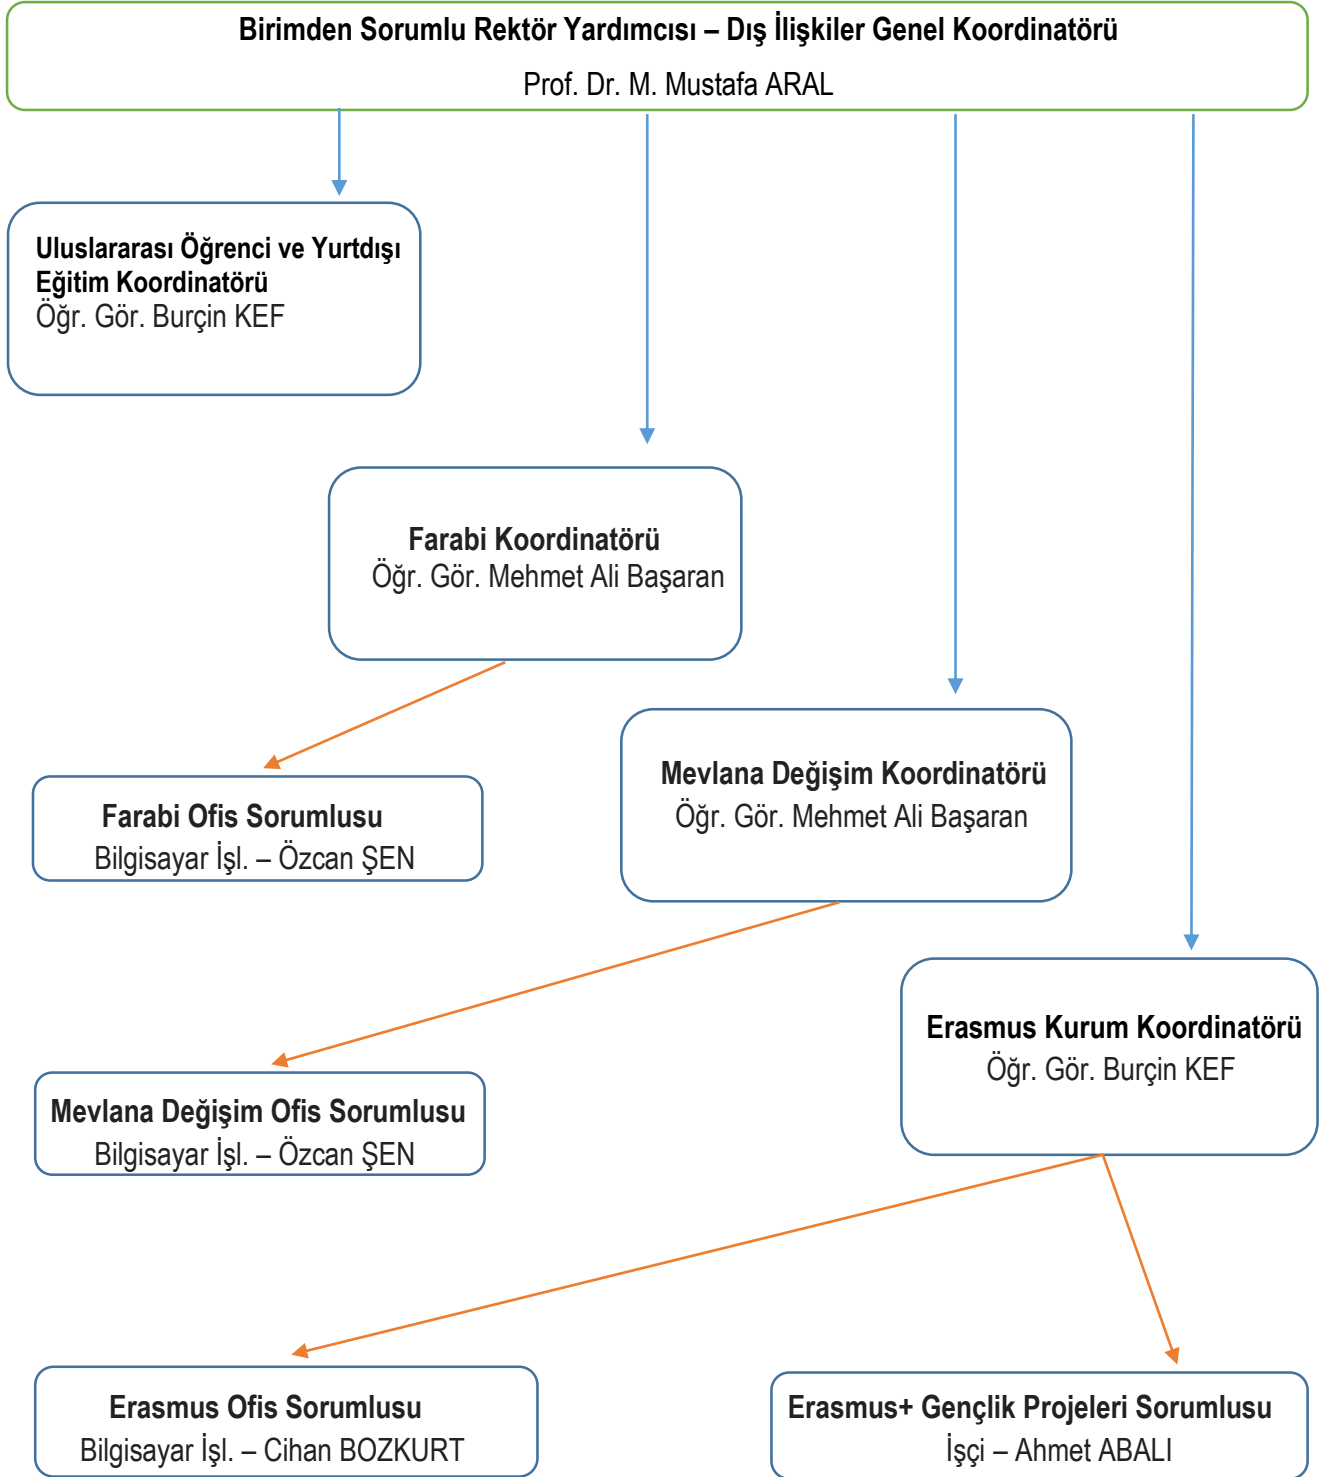 Birimden Sorumlu Rektör Yardımcısı – Dış İlişkiler Genel Koordinatörü
Prof. Dr. M. Mustafa ARAL
Uluslararası Öğrenci ve Yurtdışı
Eğitim Koordinatörü
Öğr. Gör. Burçin KEF
Farabi Koordinatörü
Öğr. Gör. Mehmet Ali Başaran
Mevlana Değişim Koordinatörü
Öğr. Gör. Mehmet Ali Başaran
Farabi Ofis Sorumlusu
Bilgisayar İşl. – Özcan ŞEN
Erasmus Kurum Koordinatörü
Öğr. Gör. Burçin KEF
Mevlana Değişim Ofis Sorumlusu
Bilgisayar İşl. – Özcan ŞEN
Erasmus Ofis Sorumlusu
Bilgisayar İşl. – Cihan BOZKURT
Erasmus+ Gençlik Projeleri Sorumlusu
İşçi – Ahmet ABALI